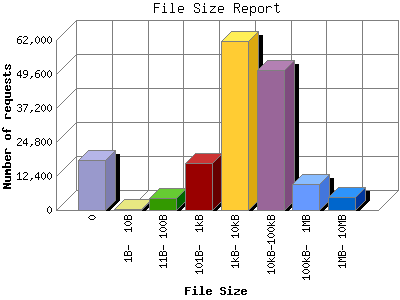 File Size Report
Number of requests
62,000
49,600
37,200
24,800
12,400
0
0
1B- 10B
11B- 100B
101B- 1kB
1kB- 10kB
10kB-100kB
100kB- 1MB
1MB- 10MB
File Size